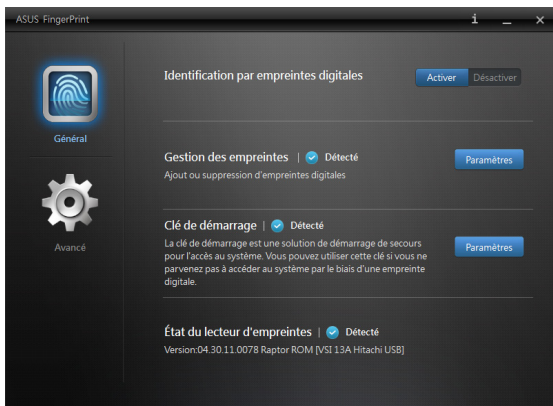 ASUS FingerPrint
Identification par empreintes digitales
Activer Désactiver
Général
Gestion des empreintes | Détecté
Paramètres
Ajout ou suppression d'empreintes digitales
Avancé
Clé de démarrage | Détecté
La clé de démarrage est une solution de démarrage de secours
pour l'accès au système. Vous pouvez utiliser cette clé si vous ne
parvenez pas à accéder au système par le biais d'une empreinte
digitale.
Paramètres
État du lecteur d'empreintes | Détecté
Version:04.30.11.0078 Raptor ROM [VSI 13A Hitachi USB]